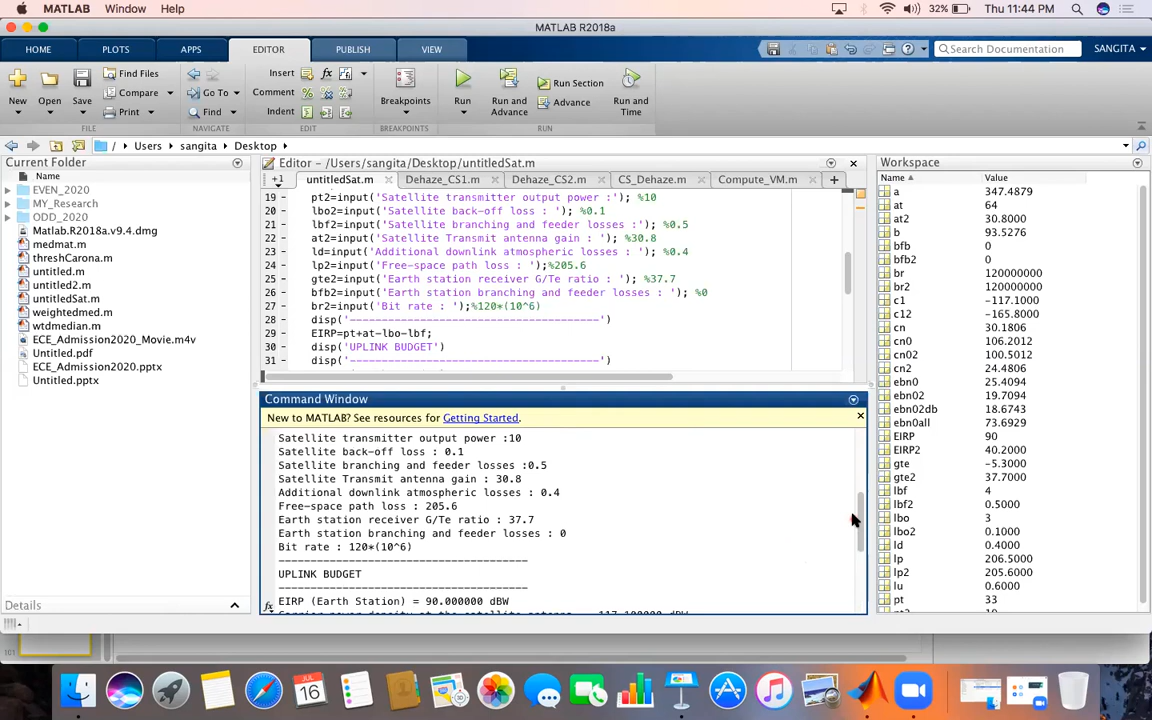 MATLAB Window Help
32% Thu 11:44 PM
MATLAB R2018a
HOME PLOTS APPS EDITOR PUBLISH VIEW
Search Documentation
SANGITA
New Open Save
Find Files
Compare
Print
Go To
Find
Insert
Comment
Indent
Breakpoints
Run
Run and Advance
Run Section
Advance
Run and Time
FILE NAVIGATE EDIT BREAKPOINTS RUN
/ Users sangita Desktop
Current Folder
Name
EVEN_2020
MY_Research
ODD_2020
Matlab.R2018a.v9.4.dmg
medmat.m
threshCarona.m
untitled.m
untitled2.m
untitledSat.m
weightedmed.m
wtdmedian.m
ECE_Admission2020_Movie.m4v
Untitled.pdf
ECE_Admission2020.pptx
Untitled.pptx
Details
Editor - /Users/sangita/Desktop/untitledSat.m
+1 untitledSat.m Dehaze_CS1.m Dehaze_CS2.m CS_Dehaze.m Compute_VM.m
19 - pt2=input('Satellite transmitter output power :'); %10
20 - lbo2=input('Satellite back-off loss : '); %0.1
21 - lbf2=input('Satellite branching and feeder losses :'); %0.5
22 - at2=input('Satellite Transmit antenna gain : '); %30.8
23 - ld=input('Additional downlink atmospheric losses : '); %0.4
24 - lp2=input('Free-space path loss : ');%205.6
25 - gte2=input('Earth station receiver G/Te ratio : '); %37.7
26 - bfb2=input('Earth station branching and feeder losses : '); %0
27 - br2=input('Bit rate : ');%120*(10^6)
28 - disp('---------------------------------------')
29 - EIRP=pt+at-lbo-lbf;
30 - disp('UPLINK BUDGET')
31 - disp('---------------------------------------')
Command Window
New to MATLAB? See resources for Getting Started.
Satellite transmitter output power :10
Satellite back-off loss : 0.1
Satellite branching and feeder losses :0.5
Satellite Transmit antenna gain : 30.8
Additional downlink atmospheric losses : 0.4
Free-space path loss : 205.6
Earth station receiver G/Te ratio : 37.7
Earth station branching and feeder losses : 0
Bit rate : 120*(10^6)
---------------------------------------
UPLINK BUDGET
---------------------------------------
EIRP (Earth Station) = 90.000000 dBW
fx
Workspace
Name Value
a 347.4879
at 64
at2 30.8000
b 93.5276
bfb 0
bfb2 0
br 120000000
br2 120000000
c1 -117.1000
c12 -165.8000
cn 30.1806
cn0 106.2012
cn02 100.5012
cn2 24.4806
ebn0 25.4094
ebn02 19.7094
ebn02db 18.6743
ebn0all 73.6929
EIRP 90
EIRP2 40.2000
gte -5.3000
gte2 37.7000
lbf 4
lbf2 0.5000
lbo 3
lbo2 0.1000
ld 0.4000
lp 206.5000
lp2 205.6000
lu 0.6000
pt 33
JUL
16